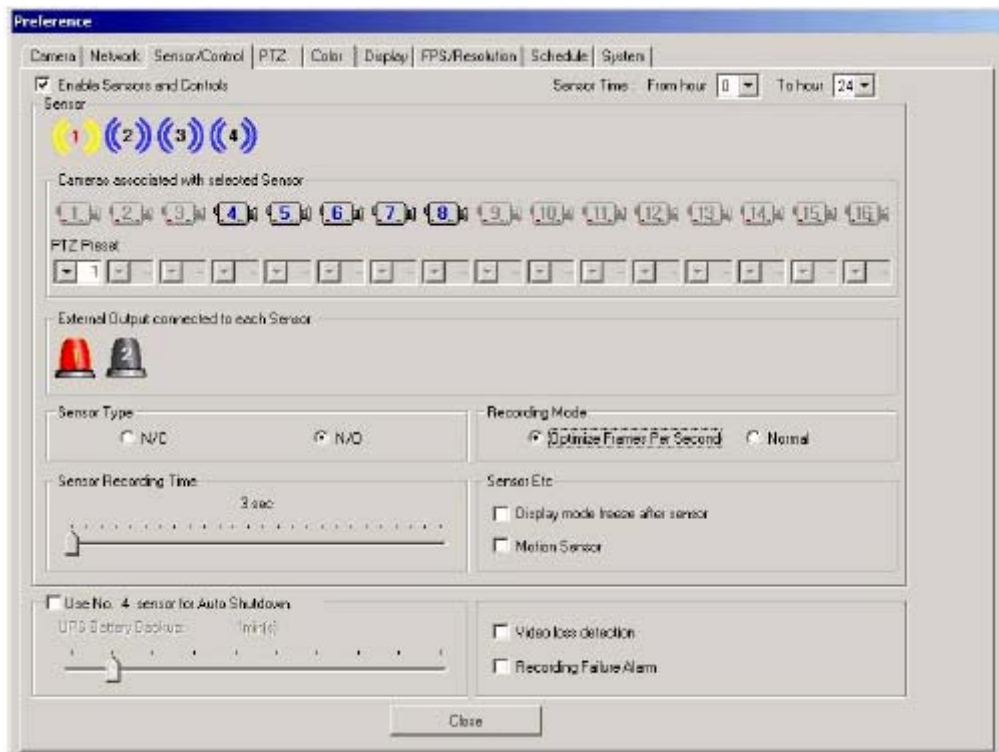 Preference
Camera Network Sensor/Control PTZ Color Display FPS/Resolution Schedule System
Enable Sensors and Controls Sensor Time : From hour 0 To hour 24
Sensor
1 2 3 4
Cameras associated with selected Sensor
1 2 3 4 5 6 7 8 9 10 11 12 13 14 15 16
PTZ Preset
1
External Output connected to each Sensor
1 2
Sensor Type Recording Mode
N/C N/O Optimize Frames Per Second Normal
Sensor Recording Time Sensor Etc
3 sec
Display mode freeze after sensor
Motion Sensor
Use No. 4 sensor for Auto Shutdown
UPS Battery Backup: 1min(s)
Video loss detection
Recording Failure Alarm
Close